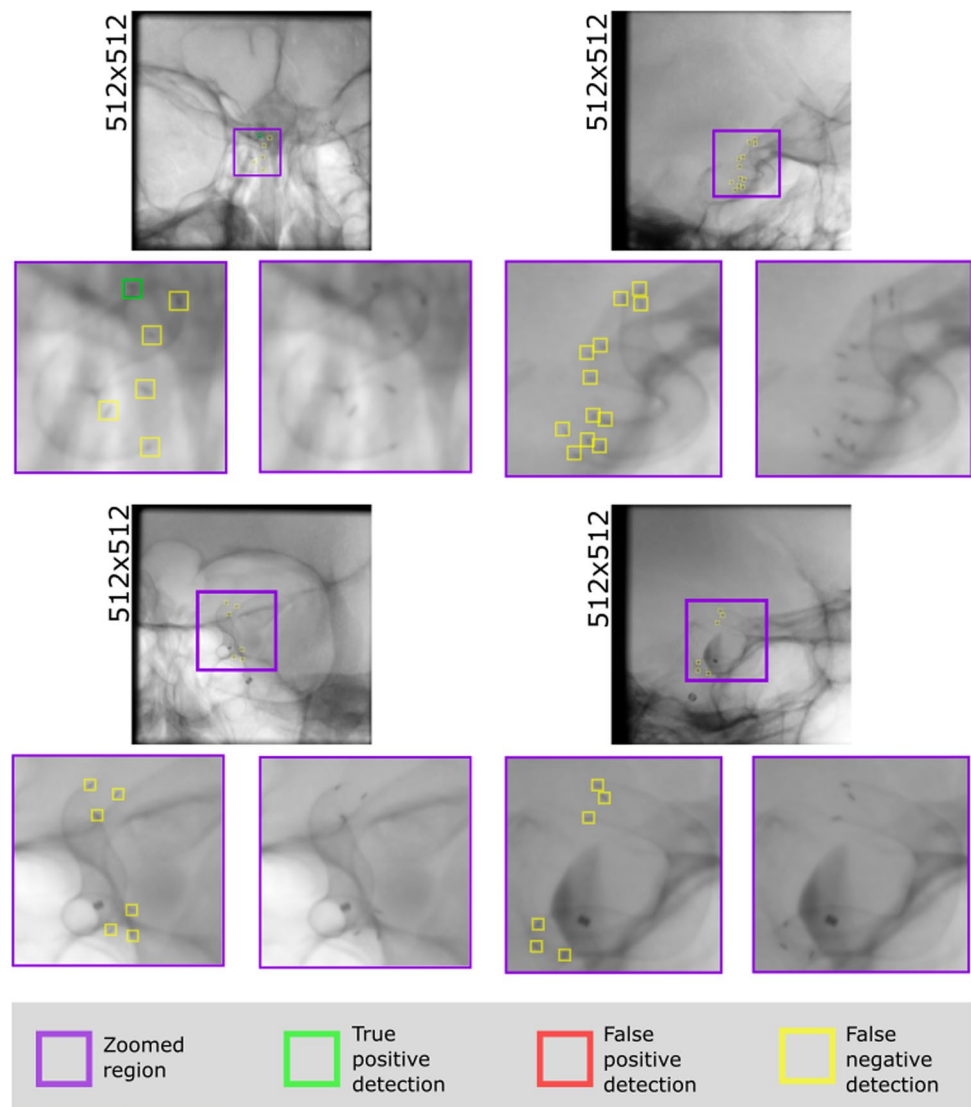 512x512
512x512
512x512
512x512
Zoomed
region
True
positive
detection
False
positive
detection
False
negative
detection